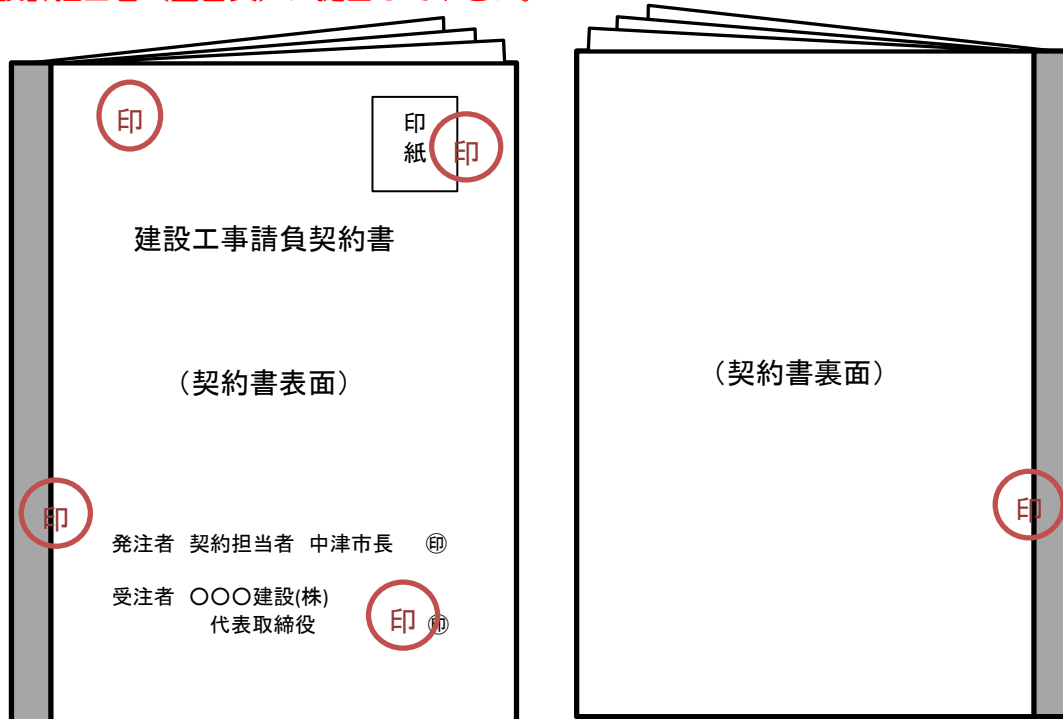 印
印
紙
印
建設工事請負契約書
（契約書表面）
印
発注者 契約担当者 中津市長 ㊞
受注者 〇〇〇建設(株)
代表取締役 印 ㊞
（契約書裏面）
印